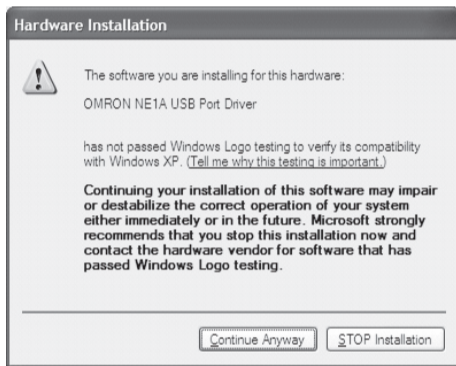 Hardware Installation
The software you are installing for this hardware:
OMRON NE1A USB Port Driver
has not passed Windows Logo testing to verify its compatibility
with Windows XP. (Tell me why this testing is important.)
Continuing your installation of this software may impair
or destabilize the correct operation of your system
either immediately or in the future. Microsoft strongly
recommends that you stop this installation now and
contact the hardware vendor for software that has
passed Windows Logo testing.
Continue Anyway
STOP Installation